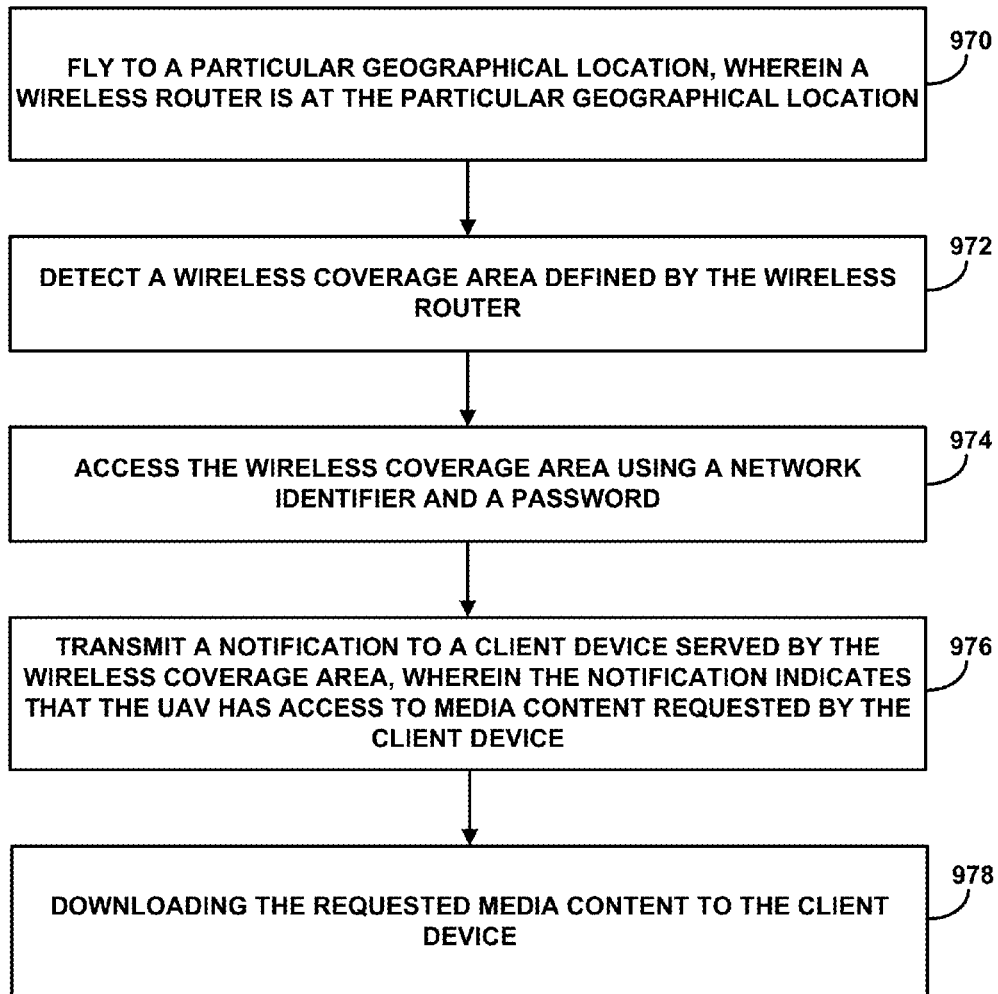 970
FLY TO A PARTICULAR GEOGRAPHICAL LOCATION, WHEREIN A
WIRELESS ROUTER IS AT THE PARTICULAR GEOGRAPHICAL LOCATION
972
DETECT A WIRELESS COVERAGE AREA DEFINED BY THE WIRELESS
ROUTER
974
ACCESS THE WIRELESS COVERAGE AREA USING A NETWORK
IDENTIFIER AND A PASSWORD
976
TRANSMIT A NOTIFICATION TO A CLIENT DEVICE SERVED BY THE
WIRELESS COVERAGE AREA, WHEREIN THE NOTIFICATION INDICATES
THAT THE UAV HAS ACCESS TO MEDIA CONTENT REQUESTED BY THE
CLIENT DEVICE
978
DOWNLOADING THE REQUESTED MEDIA CONTENT TO THE CLIENT
DEVICE